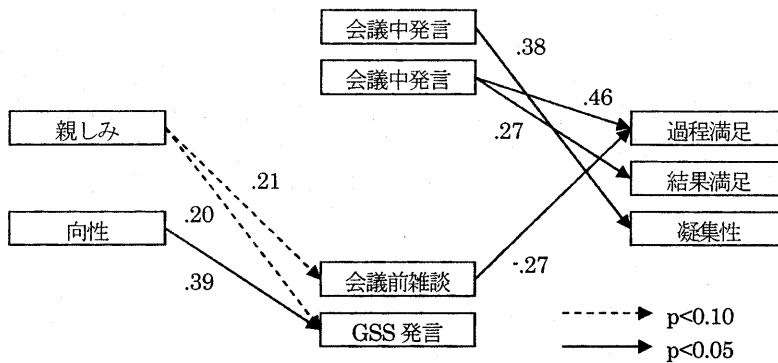 会議中発言
.38
会議中発言
.46
親しみ
.27
過程満足
.21
結果満足
.20
向性
凝集性
.39
会議前雑談
-.27
GSS 発言
p<0.10
p<0.05